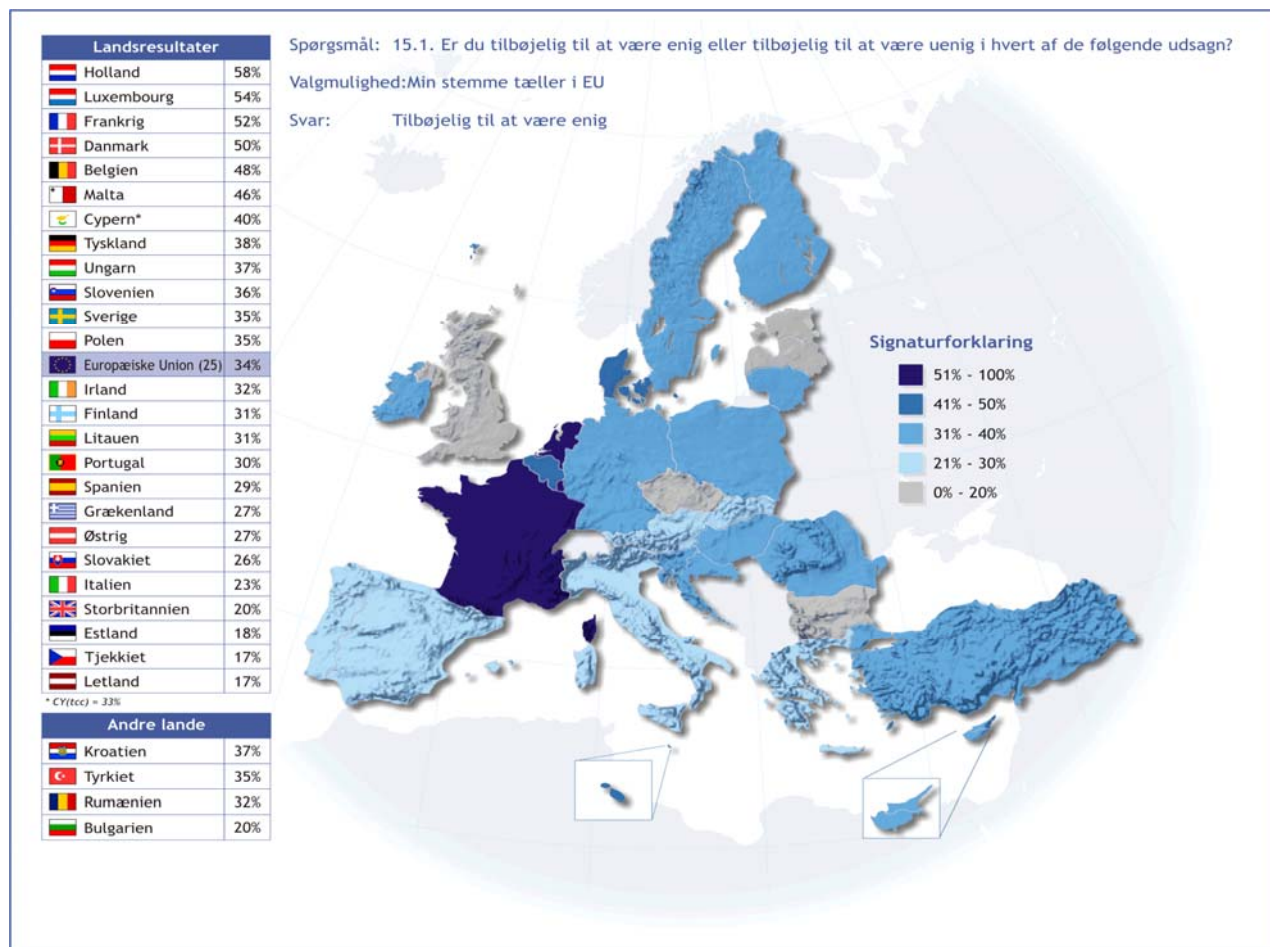 Landsresultater
Holland 58%
Luxembourg 54%
Frankrig 52%
Danmark 50%
Belgien 48%
Malta 46%
Cypern* 40%
Tyskland 38%
Ungarn 37%
Slovenien 36%
Sverige 35%
Polen 35%
Europæiske Union (25) 34%
Irland 32%
Finland 31%
Litauen 31%
Portugal 30%
Spanien 29%
Grækenland 27%
Østrig 27%
Slovakiet 26%
Italien 23%
Storbritannien 20%
Estland 18%
Tjekkiet 17%
Letland 17%
* CY(tcc) = 33%
Andre lande
Kroatien 37%
Tyrkiet 35%
Rumænien 32%
Bulgarien 20%
Spørgsmål: 15.1. Er du tilbøjelig til at være enig eller tilbøjelig til at være uenig i hvert af de følgende udsagn?
Valgmulighed:Min stemme tæller i EU
Svar: Tilbøjelig til at være enig
Signaturforklaring
51% - 100%
41% - 50%
31% - 40%
21% - 30%
0% - 20%